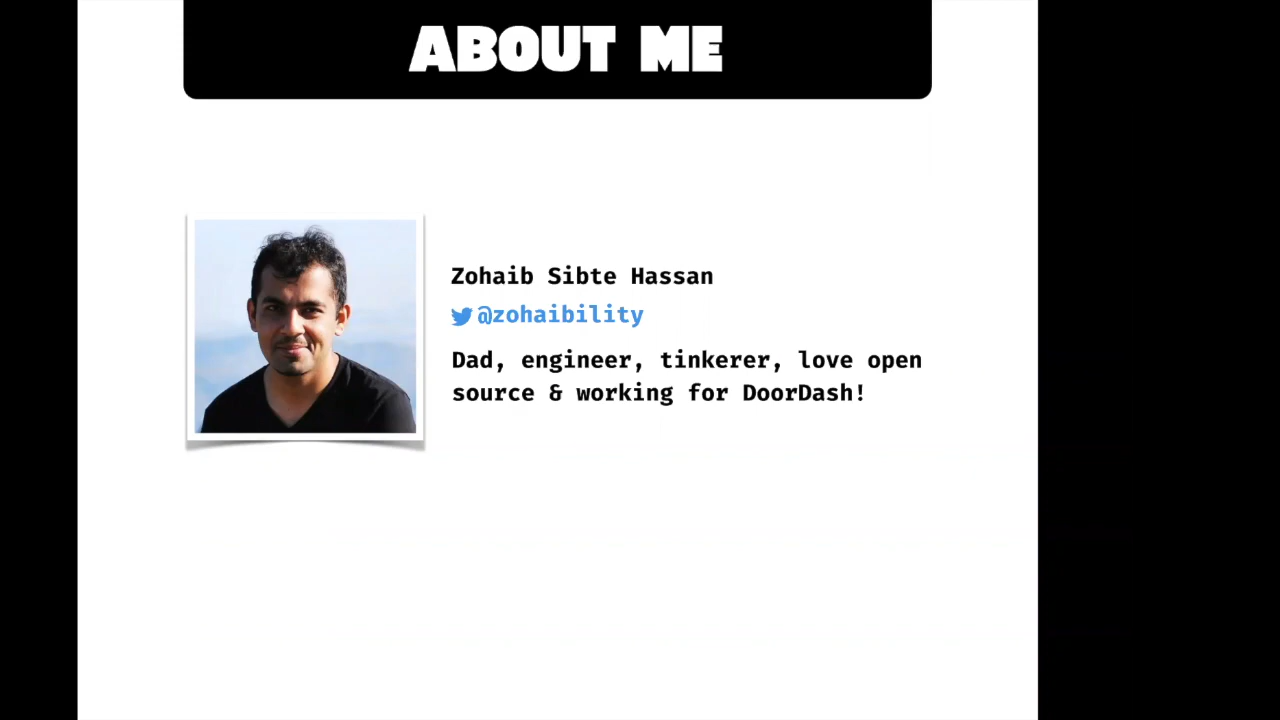 ABOUT ME
Zohaib Sibte Hassan
@zohaibility
Dad, engineer, tinkerer, love open
source & working for DoorDash!